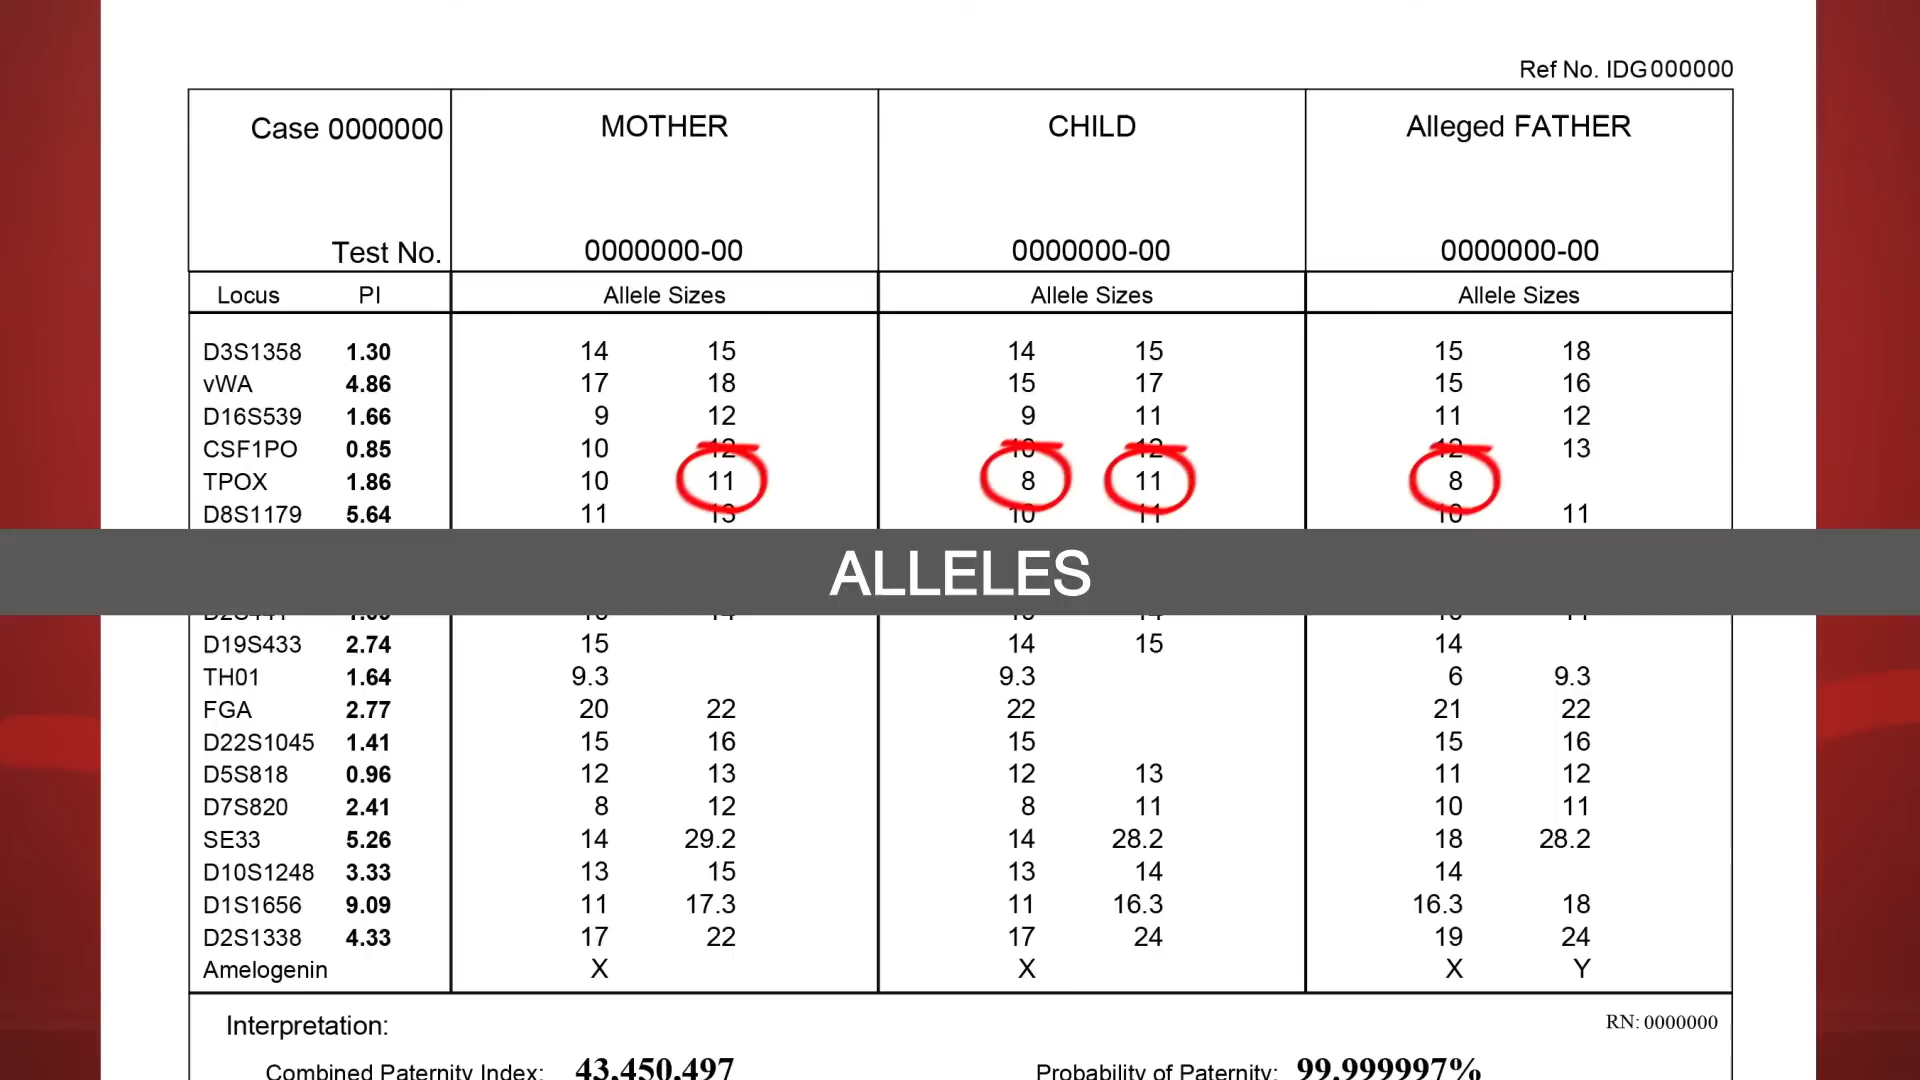 Ref No. IDG000000
Case 0000000 MOTHER CHILD Alleged FATHER
Test No. 0000000-00 0000000-00 0000000-00
Locus PI Allele Sizes Allele Sizes Allele Sizes
D3S1358 1.30 14 15 14 15 15 18
vWA 4.86 17 18 15 17 15 16
D16S539 1.66 9 12 9 11 11 12
CSF1PO 0.85 10 12 10 12 12 13
TPOX 1.86 10 11 8 11 8
D8S1179 5.64 11 13 10 11 10 11
ALLELES
D19S433 2.74 15 14 15 14
TH01 1.64 9.3 9.3 6 9.3
FGA 2.77 20 22 22 21 22
D22S1045 1.41 15 16 15 15 16
D5S818 0.96 12 13 12 13 11 12
D7S820 2.41 8 12 8 11 10 11
SE33 5.26 14 29.2 14 28.2 18 28.2
D10S1248 3.33 13 15 13 14 14
D1S1656 9.09 11 17.3 11 16.3 16.3 18
D2S1338 4.33 17 22 17 24 19 24
Amelogenin X X X Y
Interpretation: RN: 0000000
Combined Paternity Index: 43,450,497 Probability of Paternity: 99.999997%